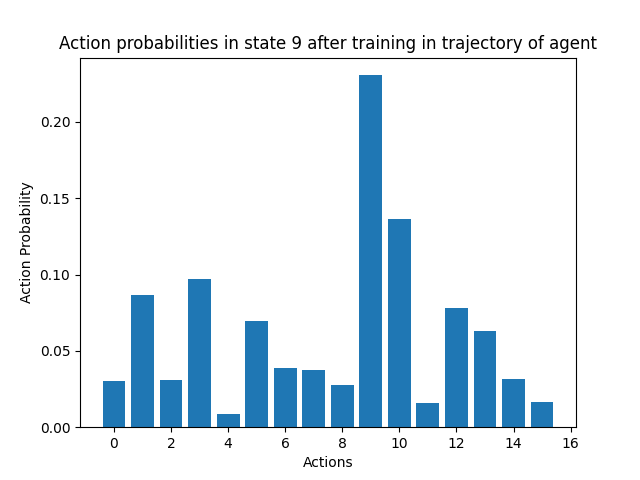 Action probabilities in state 9 after training in trajectory of agent
0.20
0.15
0.10
0.05
0.00
Action Probability
0 2 4 6 8 10 12 14 16
Actions